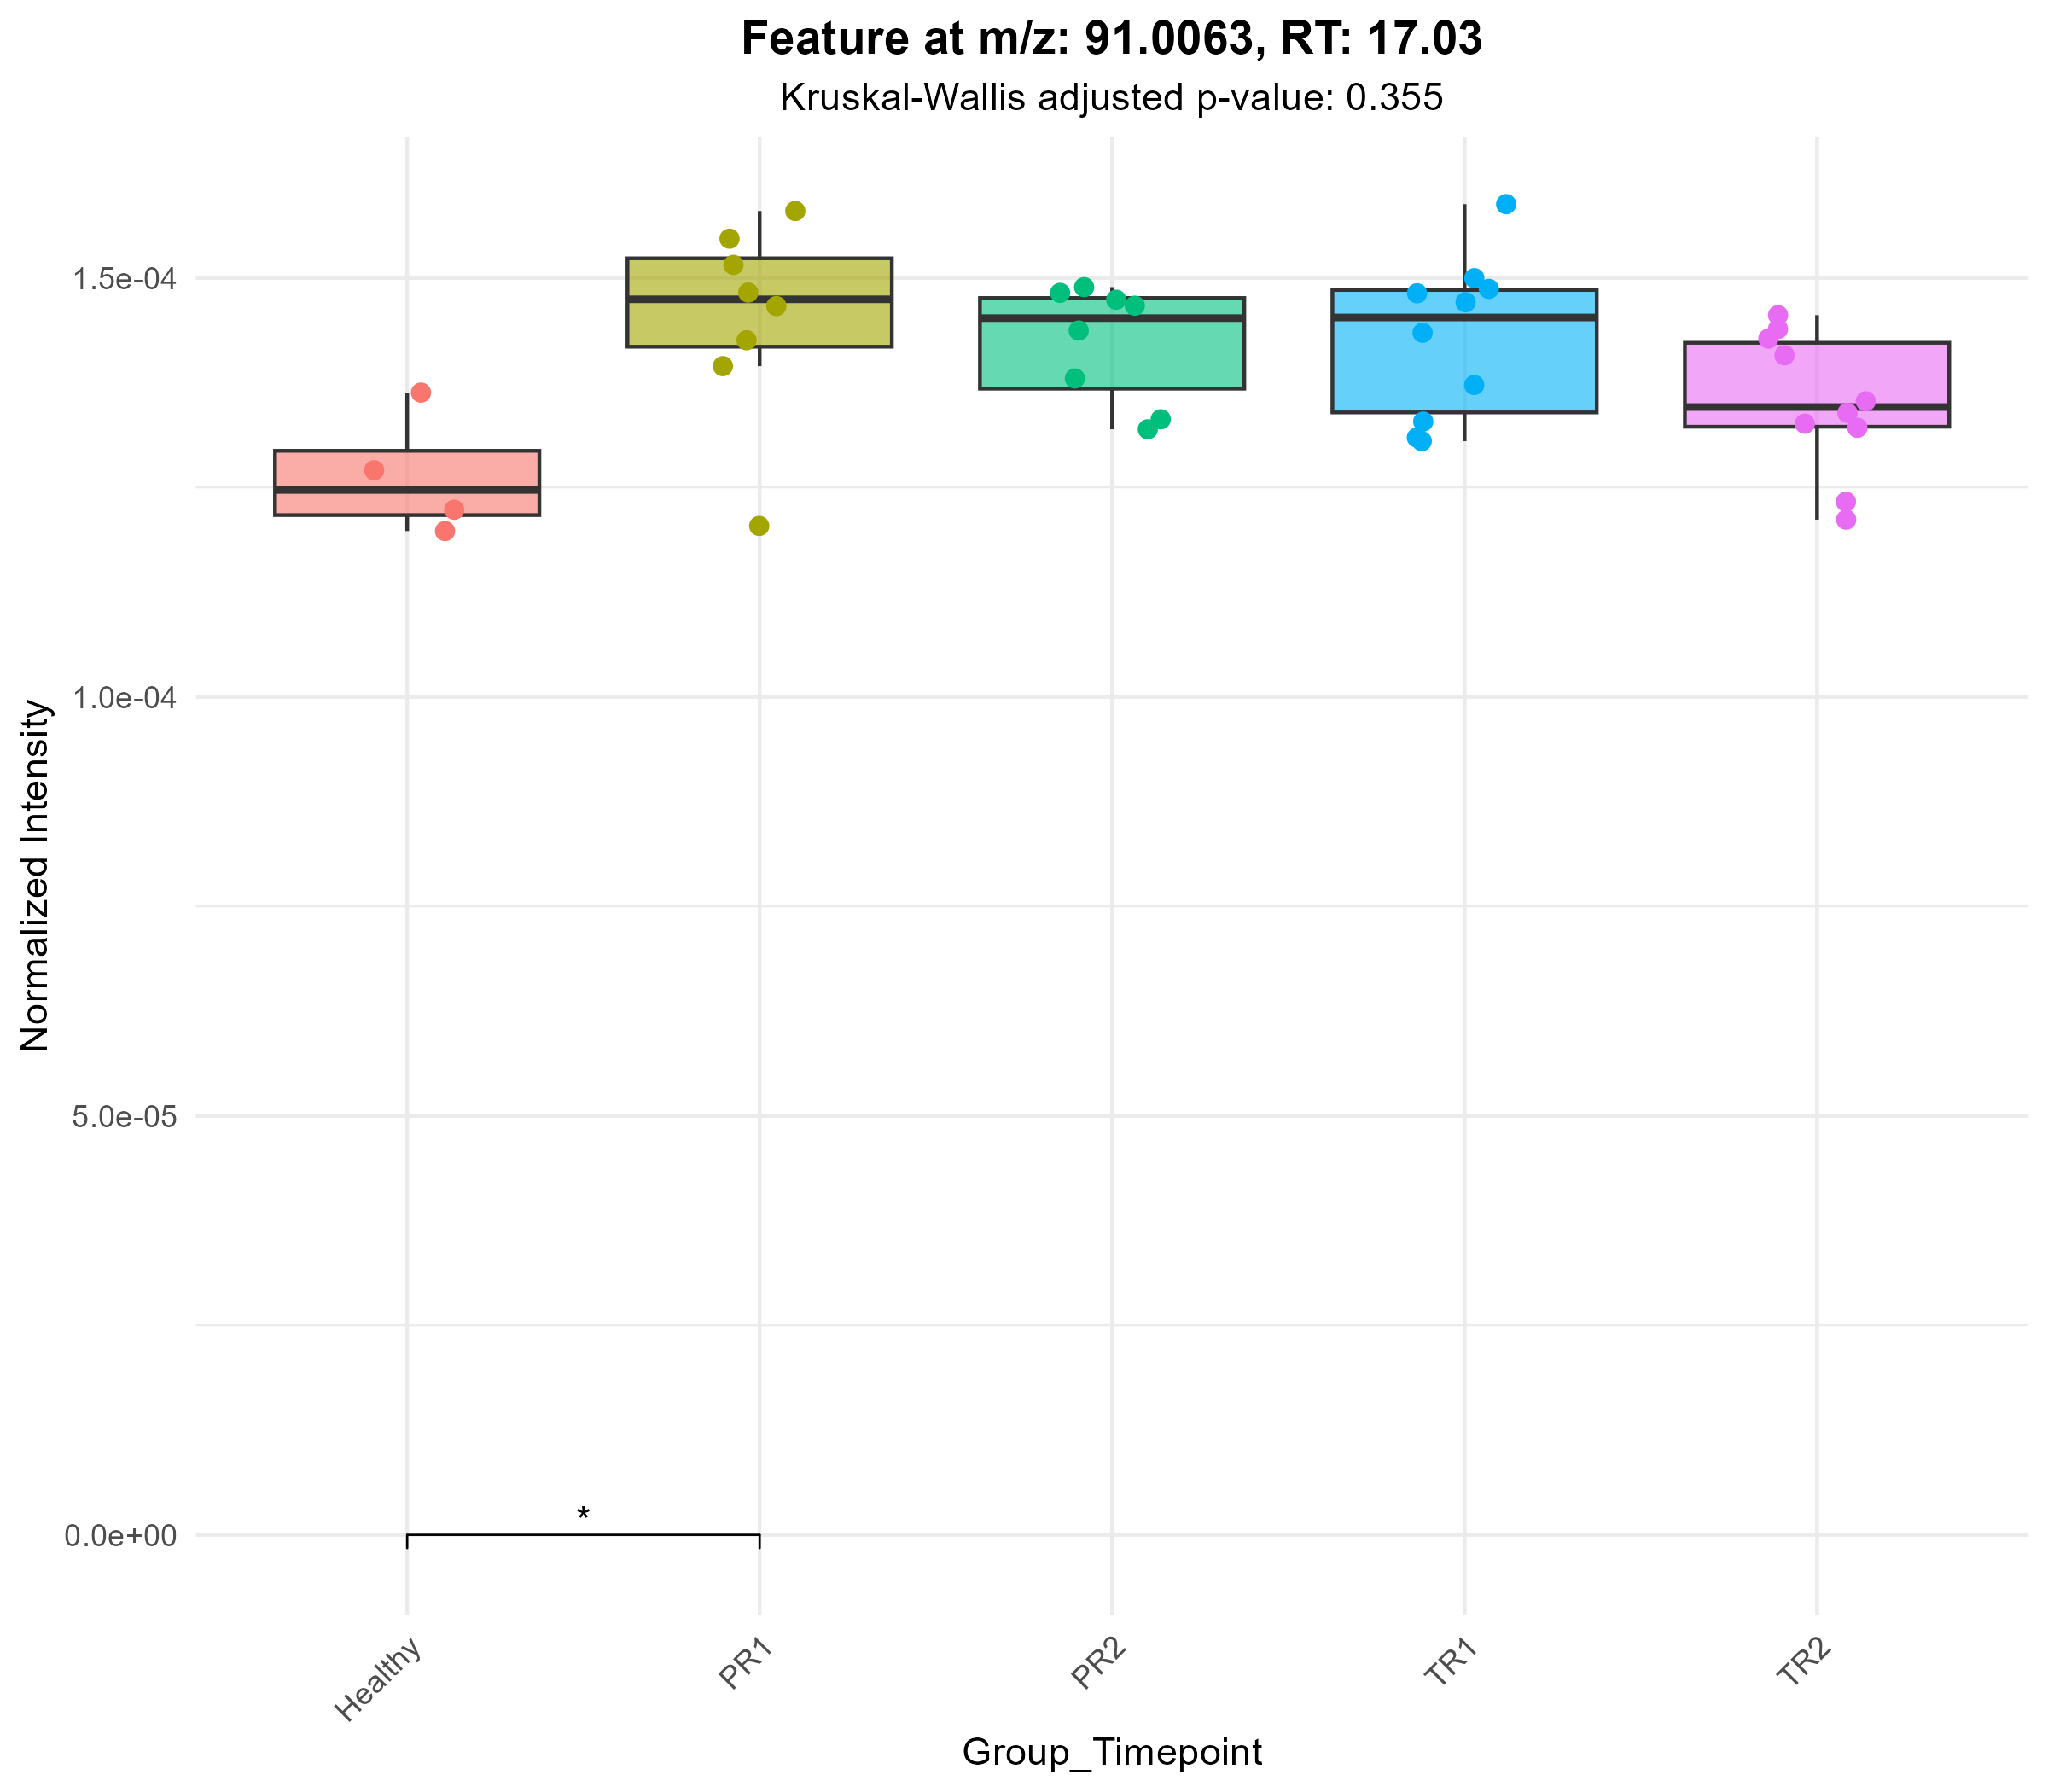 Feature at m/z: 91.0063, RT: 17.03
Kruskal-Wallis adjusted p-value: 0.355
Normalized Intensity
1.5e-04
1.0e-04
5.0e-05
0.0e+00
*
Healthy
PR1
PR2
TR1
TR2
Group_Timepoint